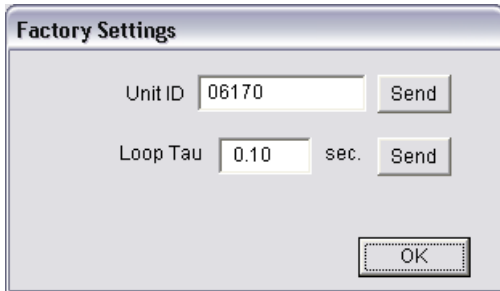 Factory Settings
Unit ID 06170 Send
Loop Tau 0.10 sec. Send
OK